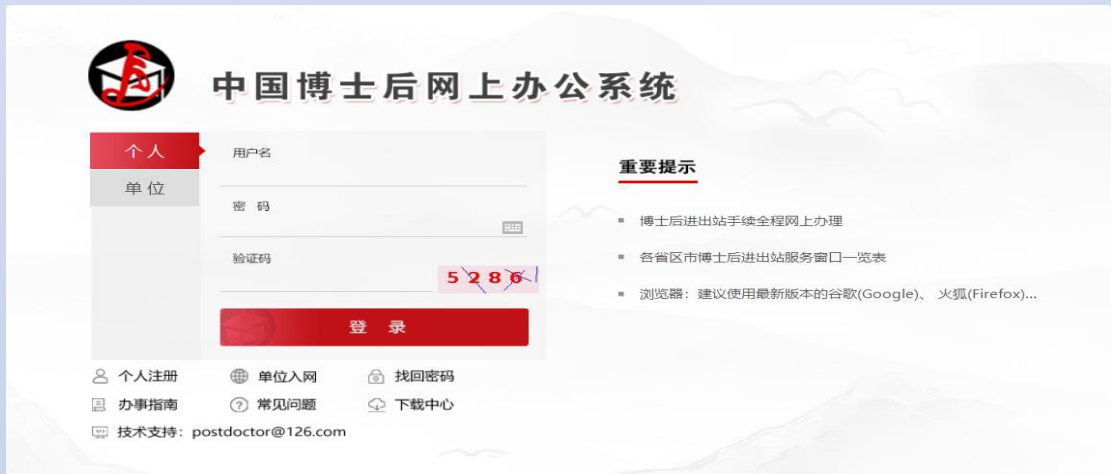 中国博士后网上办公系统
个人
单位
用户名
密 码
验证码
5286
登 录
重要提示
博士后进出站手续全程网上办理
各省区市博士后进出站服务窗口一览表
浏览器：建议使用最新版本的谷歌(Google)、 火狐(Firefox)...
个人注册 单位入网 找回密码
办事指南 常见问题 下载中心
技术支持：postdoctor@126.com